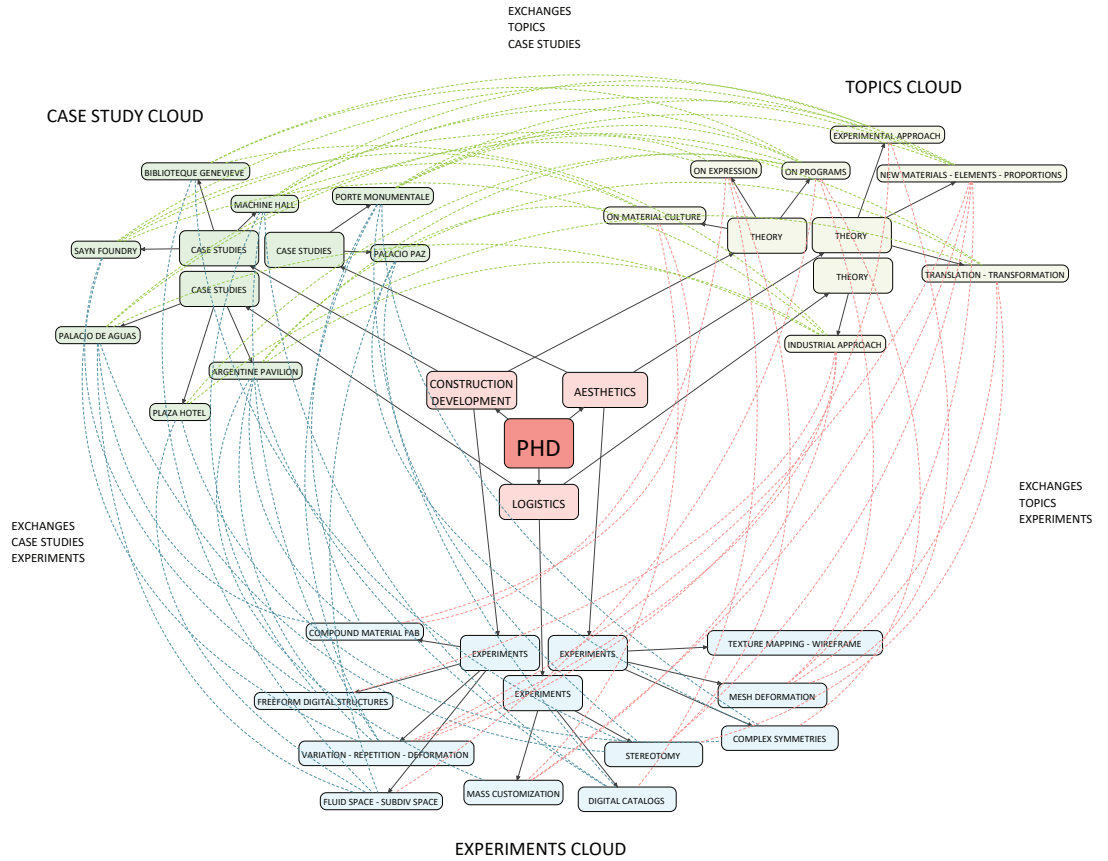 EXCHANGES
TOPICS
CASE STUDIES
TOPICS CLOUD
CASE STUDY CLOUD
EXPERIMENTAL APPROACH
BIBLIOTEQUE GENEVIEVE
ON EXPRESSION
ON PROGRAMS
NEW MATERIALS - ELEMENTS - PROPORTIONS
MACHINE HALL
PORTE MONUMENTALE
ON MATERIAL CULTURE
SAYN FOUNDRY
CASE STUDIES
CASE STUDIES
PALACIO PAZ
THEORY
THEORY
CASE STUDIES
THEORY
TRANSLATION - TRANSFORMATION
PALACIO DE AGUAS
INDUSTRIAL APPROACH
ARGENTINE PAVILION
CONSTRUCTION
DEVELOPMENT
AESTHETICS
PLAZA HOTEL
PHD
LOGISTICS
EXCHANGES
TOPICS
EXPERIMENTS
EXCHANGES
CASE STUDIES
EXPERIMENTS
COMPOUND MATERIAL FAB
EXPERIMENTS
EXPERIMENTS
TEXTURE MAPPING - WIREFRAME
FREEFORM DIGITAL STRUCTURES
EXPERIMENTS
MESH DEFORMATION
COMPLEX SYMMETRIES
VARIATION - REPETITION - DEFORMATION
STEREOTOMY
FLUID SPACE - SUBDIV SPACE
MASS CUSTOMIZATION
DIGITAL CATALOGS
EXPERIMENTS CLOUD